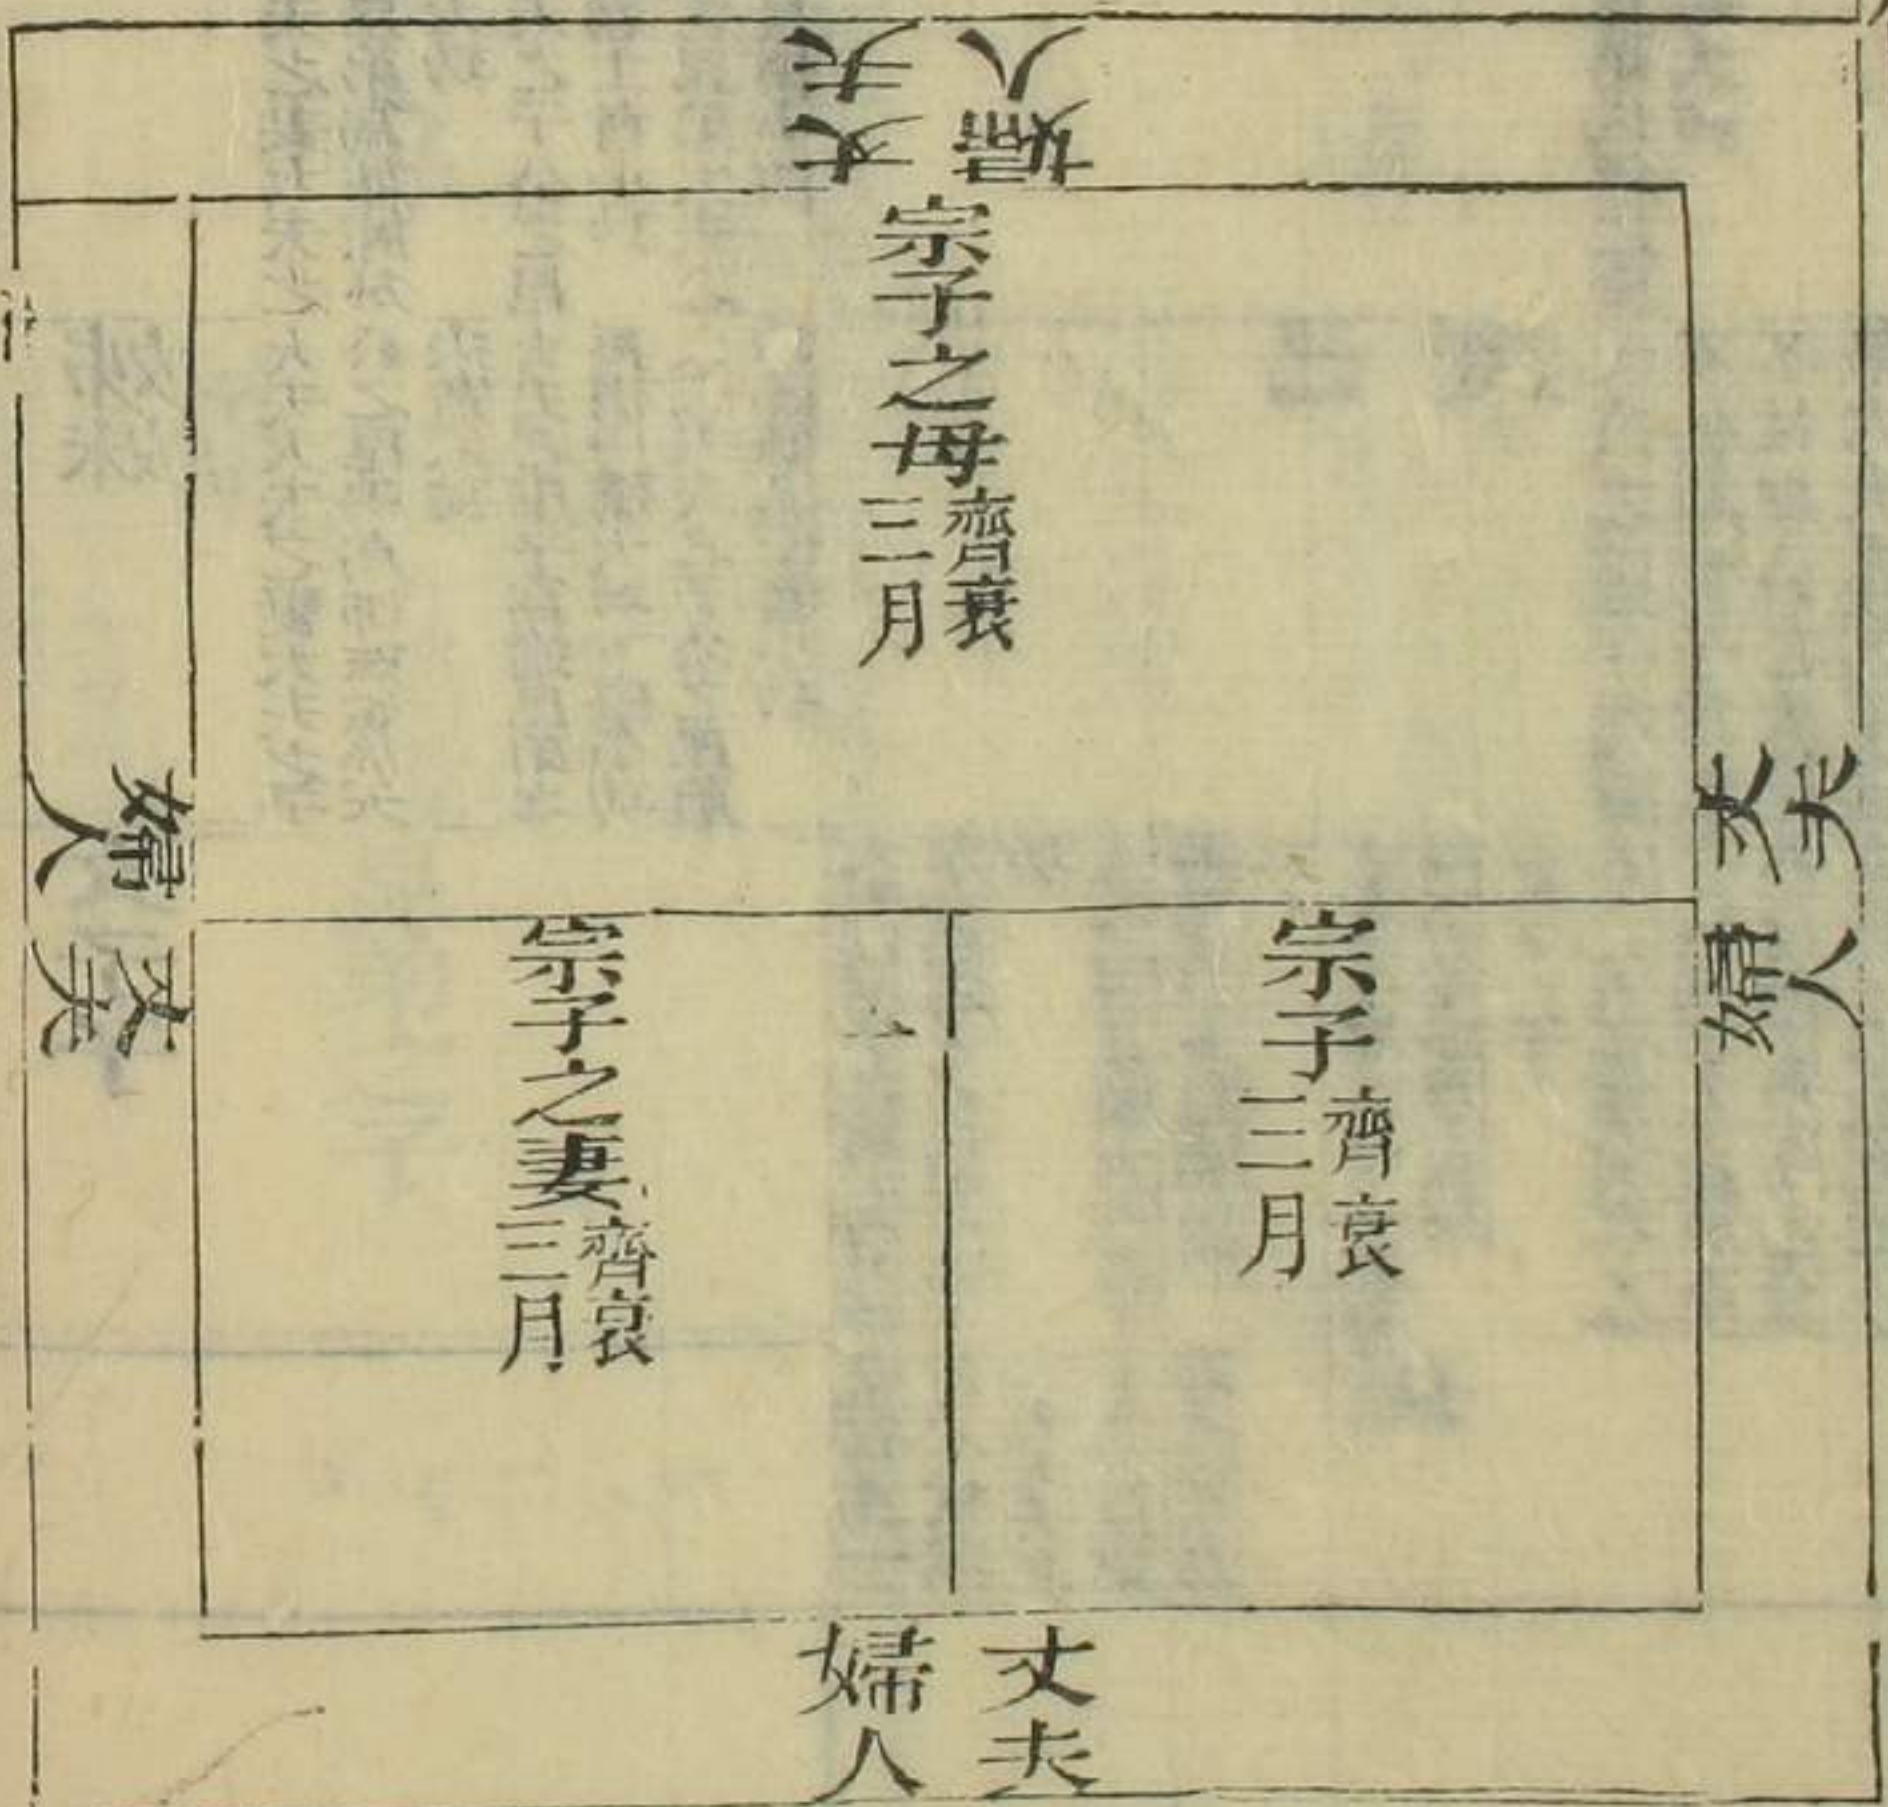 丈夫
婦人
宗子之母齊衰三月
丈夫
婦人
宗子齊衰三月
宗子之妻齊衰三月
婦人
丈夫
丈夫
婦人